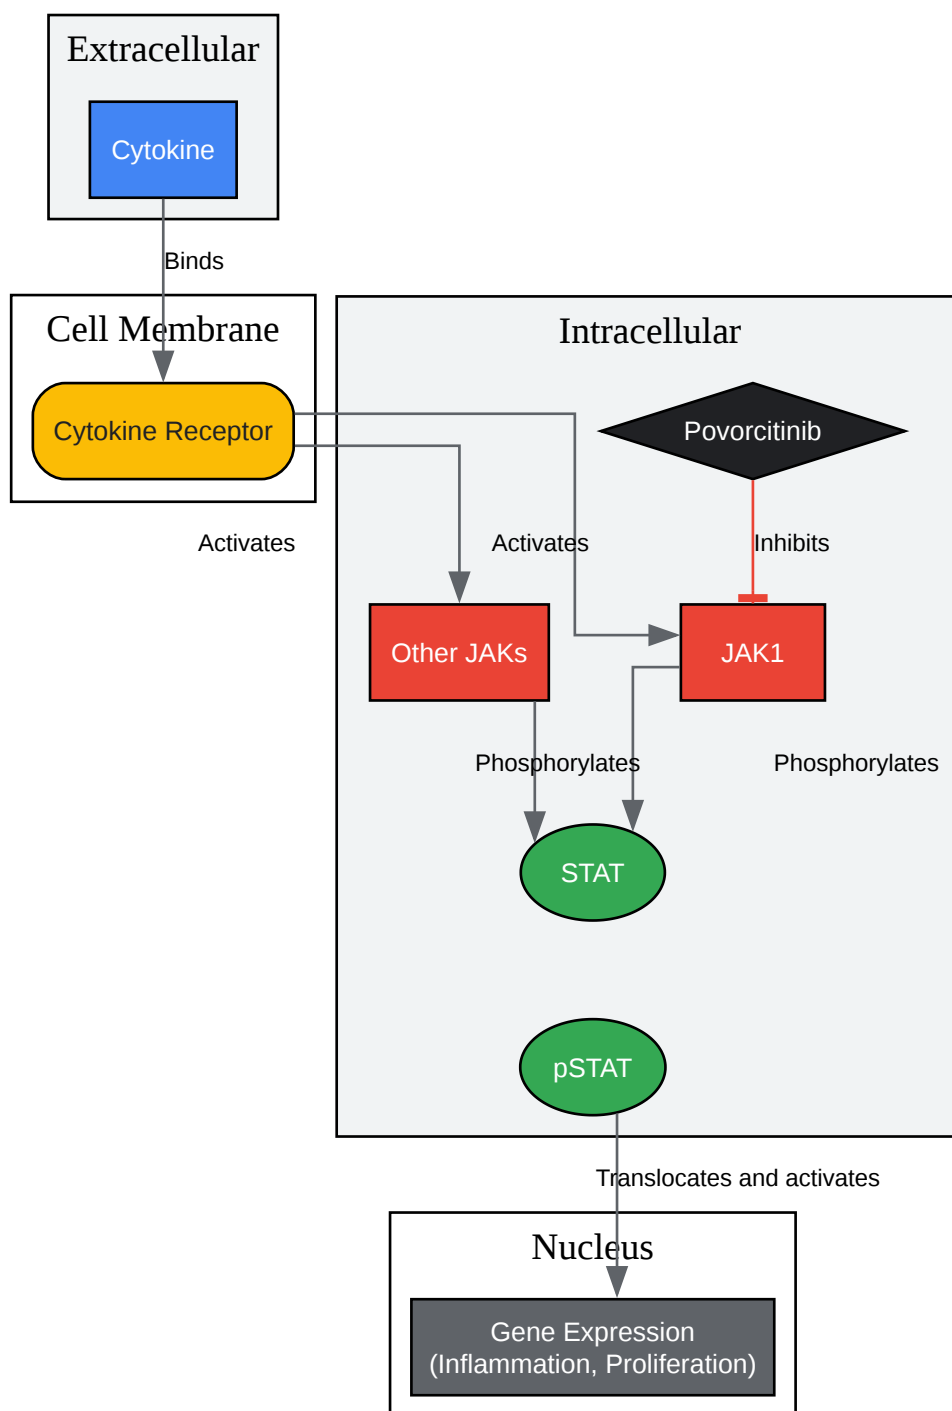 Extracellular
Cytokine
Binds
Cell Membrane
Cytokine Receptor
Intracellular
Povorcitinib
Activates
Activates
Inhibits
Other JAKs
JAK1
Phosphorylates
Phosphorylates
STAT
pSTAT
Translocates and activates
Nucleus
Gene Expression
(Inflammation, Proliferation)